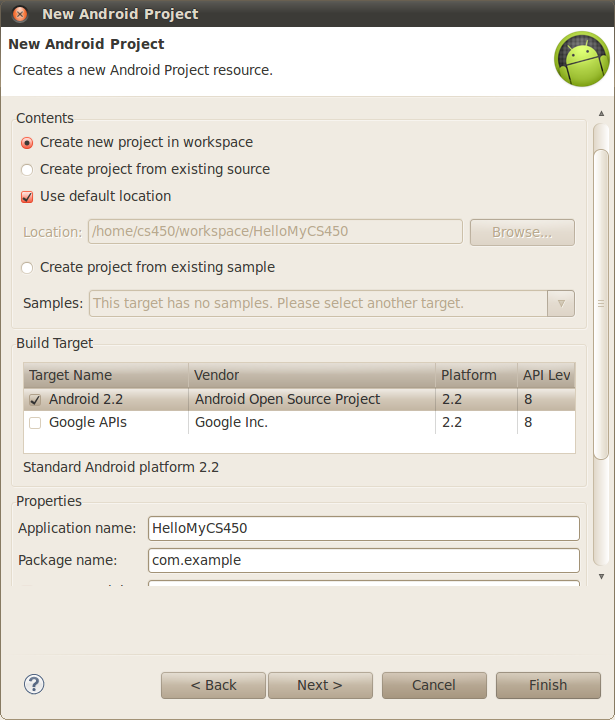 New Android Project
New Android Project
Creates a new Android Project resource.
Contents
Create new project in workspace
Create project from existing source
Use default location
Location: /home/cs450/workspace/HelloMyCS450 Browse...
Create project from existing sample
Samples: This target has no samples. Please select another target.
Build Target
Target Name Vendor Platform API Lev
Android 2.2 Android Open Source Project 2.2 8
Google APIs Google Inc. 2.2 8
Standard Android platform 2.2
Properties
Application name: HelloMyCS450
Package name: com.example
? < Back Next > Cancel Finish